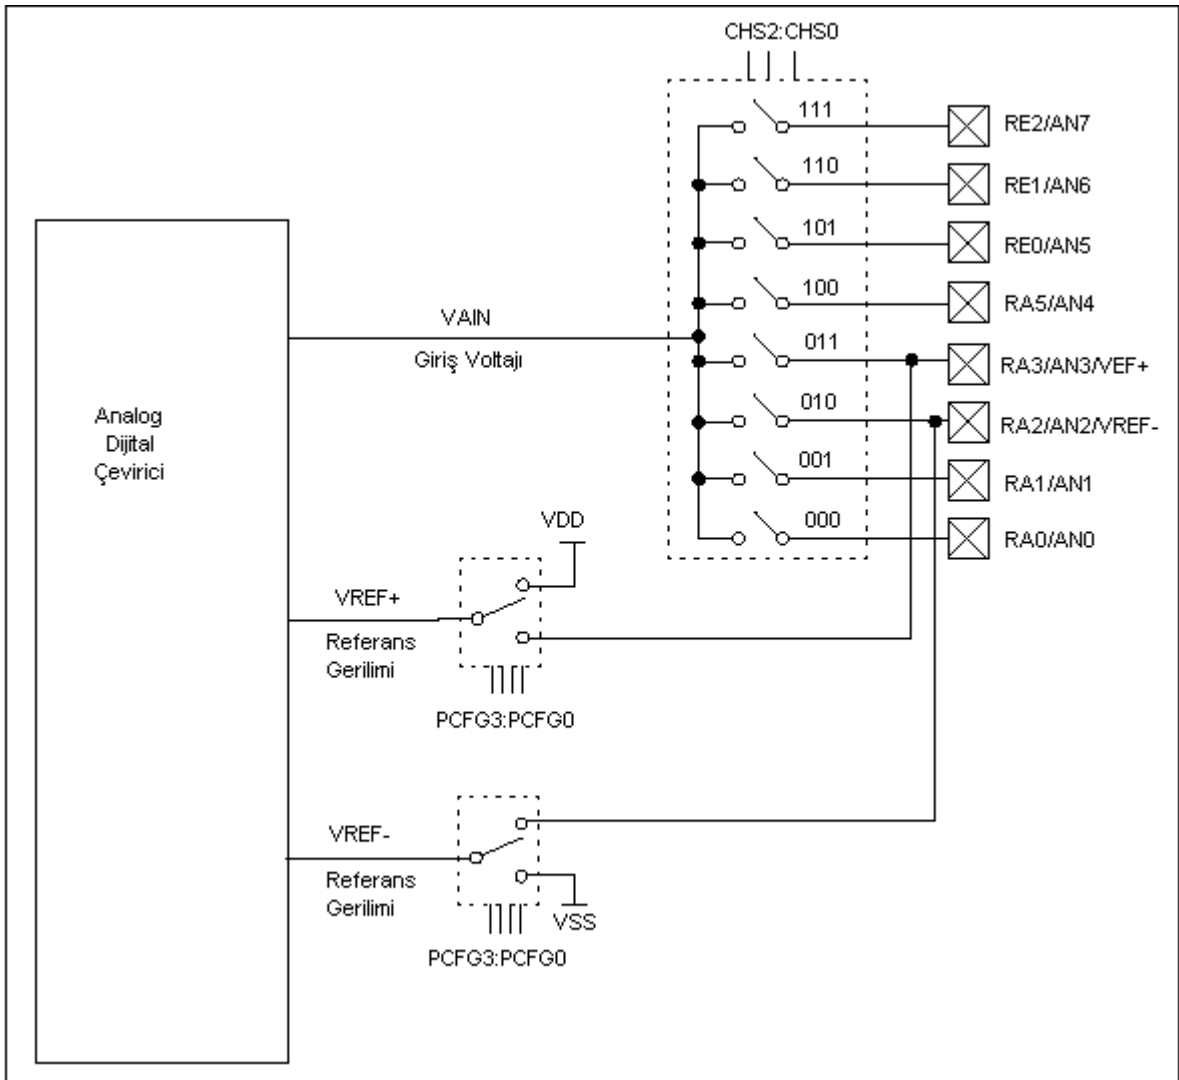 CHS2:CHS0
111
RE2/AN7
110
RE1/AN6
101
RE0/AN5
100
RA5/AN4
VAIN
Giriş Voltajı
011
RA3/AN3/VEF+
010
RA2/AN2/VREF-
001
RA1/AN1
000
RA0/AN0
Analog
Dijital
Çevirici
VDD
VREF+
Referans
Gerilimi
PCFG3:PCFG0
VREF-
Referans
Gerilimi
VSS
PCFG3:PCFG0